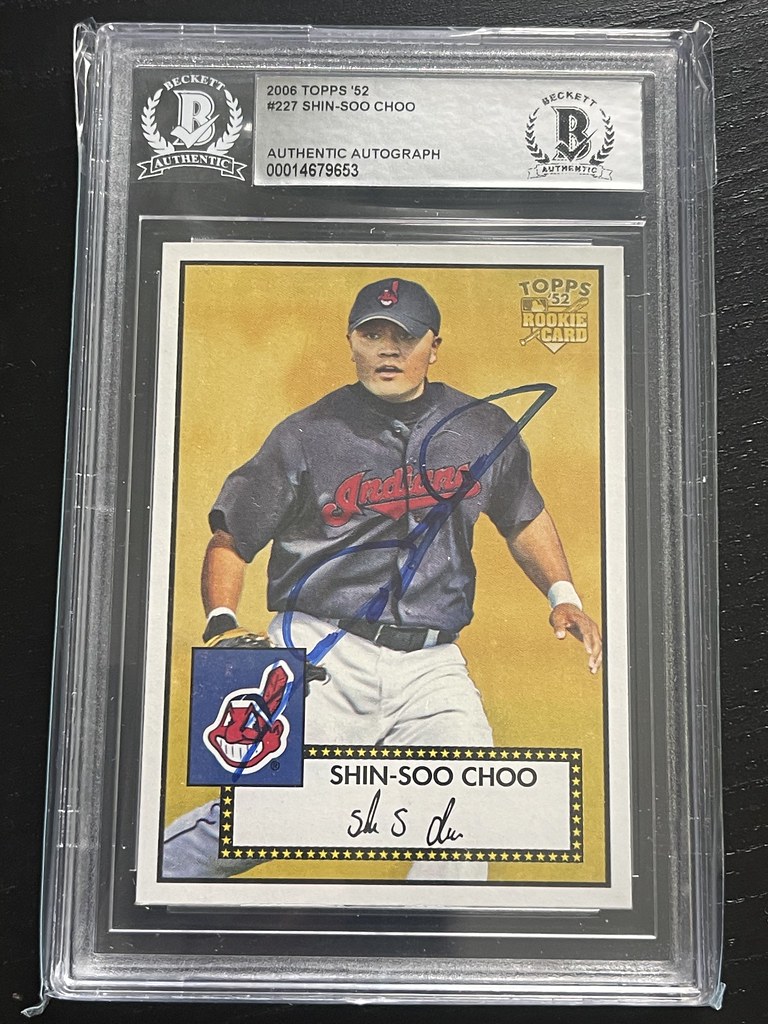 BECKETT
B
AUTHENTIC
2006 TOPPS '52
#227 SHIN-SOO CHOO
AUTHENTIC AUTOGRAPH
00014679653
BECKETT
B
AUTHENTIC
TOPPS
'52
ROOKIE
CARD
Indians
®
SHIN-SOO CHOO